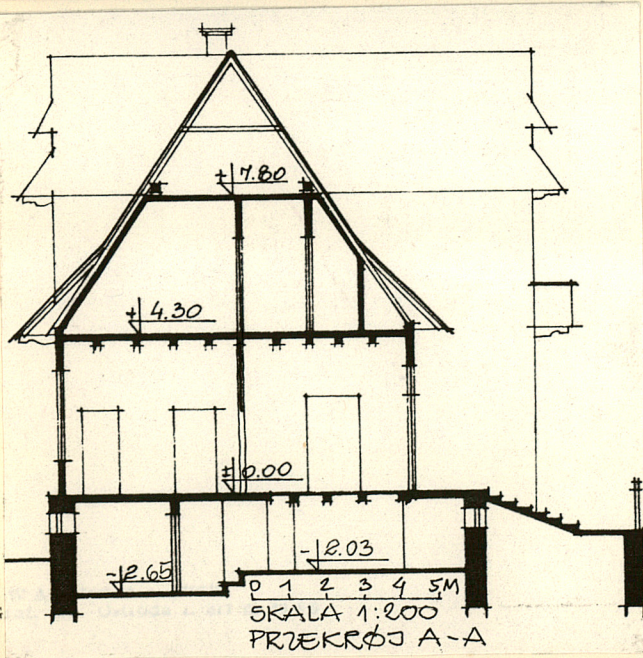 ± 7.80
± 4.30
± 0.00
-2.65
-2.03
0 1 2 3 4 5M
SKALA 1:200
PRZEKRÓJ A-A